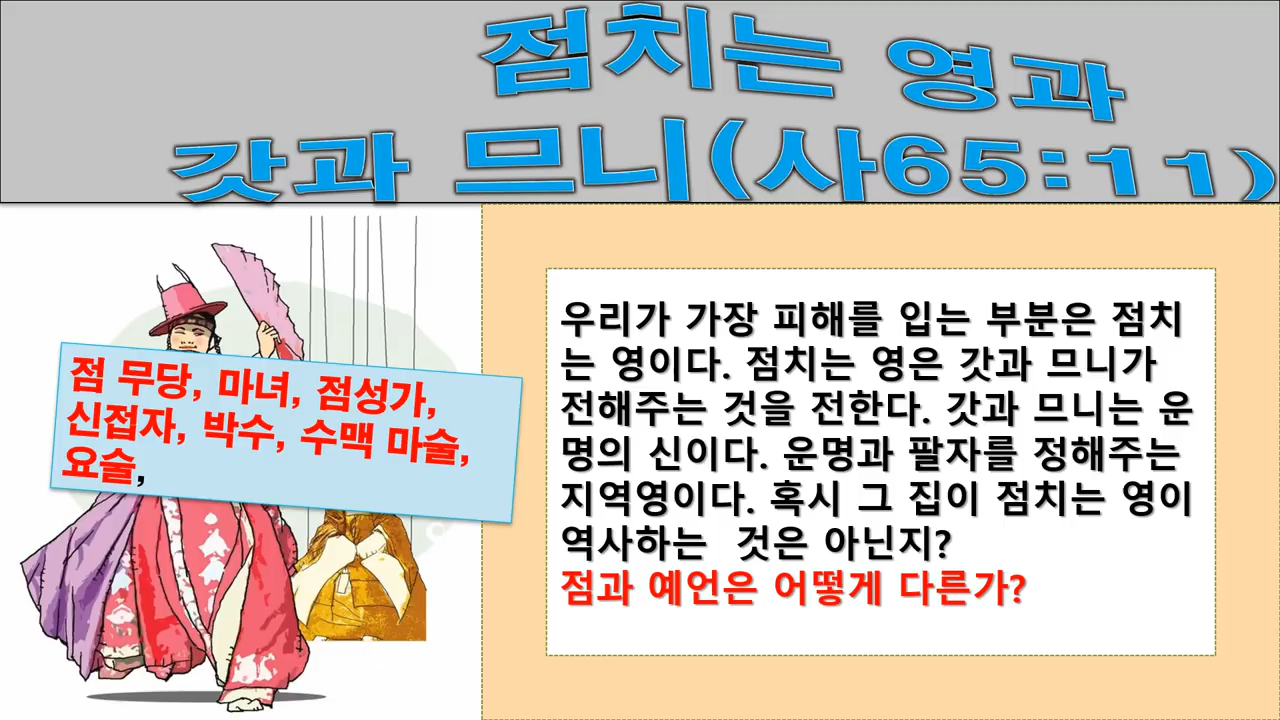 점치는 영과
갓과 므니(사65:11)
점 무당, 마녀, 점성가,
신접자, 박수, 수맥 마술,
요술,
우리가 가장 피해를 입는 부분은 점치
는 영이다. 점치는 영은 갓과 므니가
전해주는 것을 전한다. 갓과 므니는 운
명의 신이다. 운명과 팔자를 정해주는
지역영이다. 혹시 그 집이 점치는 영이
역사하는 것은 아닌지?
점과 예언은 어떻게 다른가?